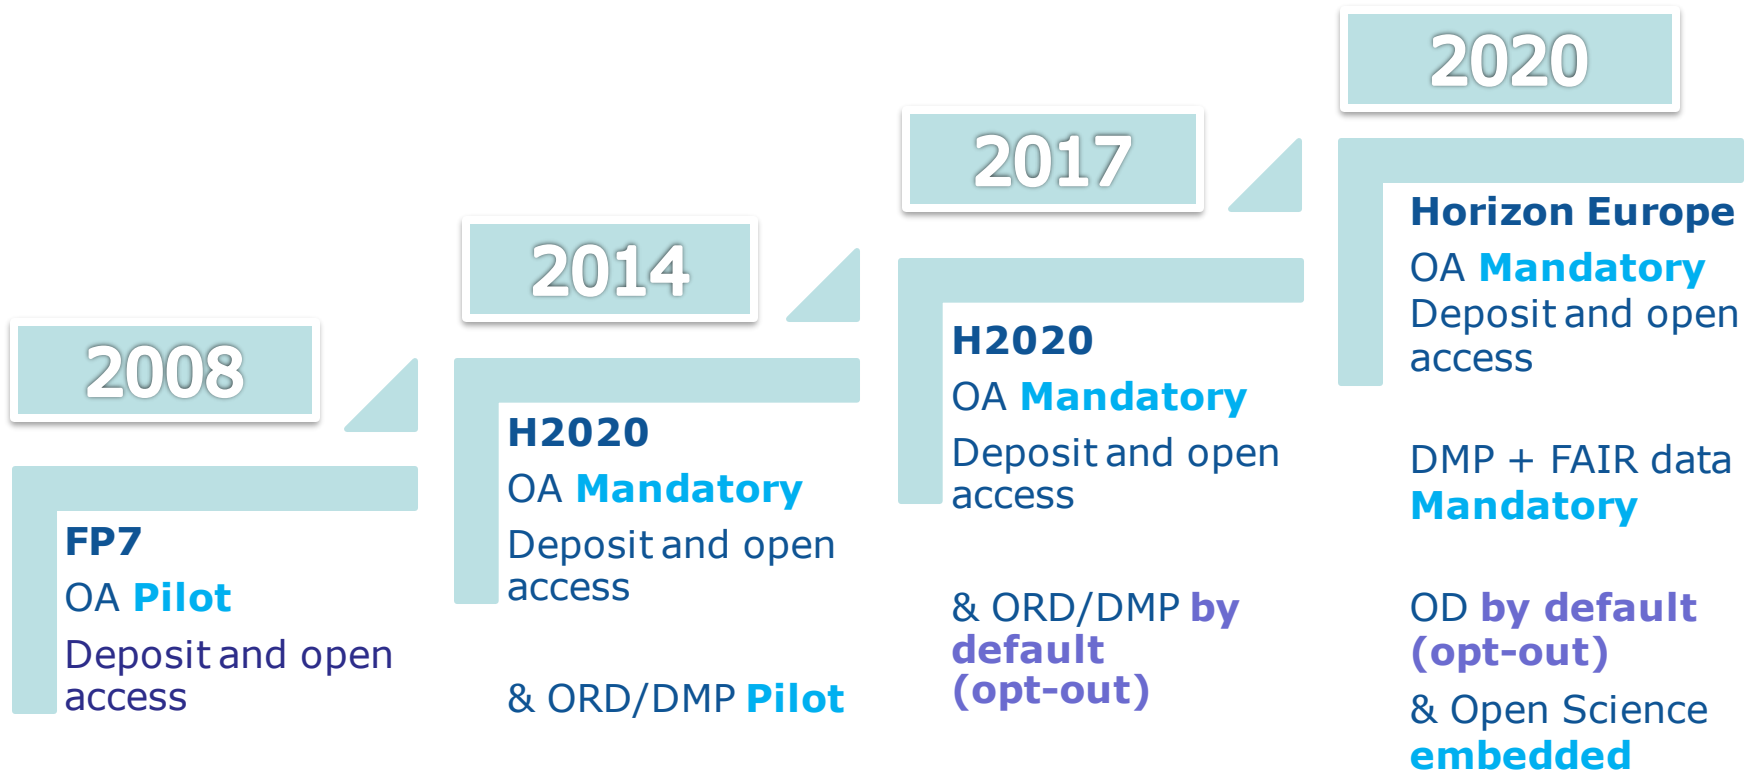 2008
FP7
OA Pilot
Deposit and open
access
2014
H2020
OA Mandatory
Deposit and open
access
& ORD/DMP Pilot
2017
H2020
OA Mandatory
Deposit and open
access
& ORD/DMP by
default
(opt-out)
2020
Horizon Europe
OA Mandatory
Deposit and open
access
DMP + FAIR data
Mandatory
OD by default
(opt-out)
& Open Science
embedded